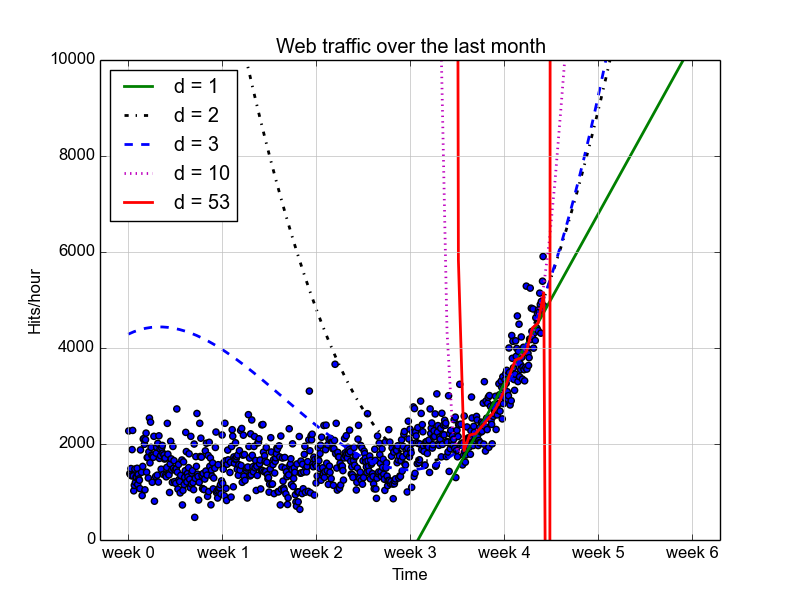 Web traffic over the last month
10000
8000
6000
4000
2000
0
Hits/hour
d = 1
d = 2
d = 3
d = 10
d = 53
week 0 week 1 week 2 week 3 week 4 week 5 week 6
Time